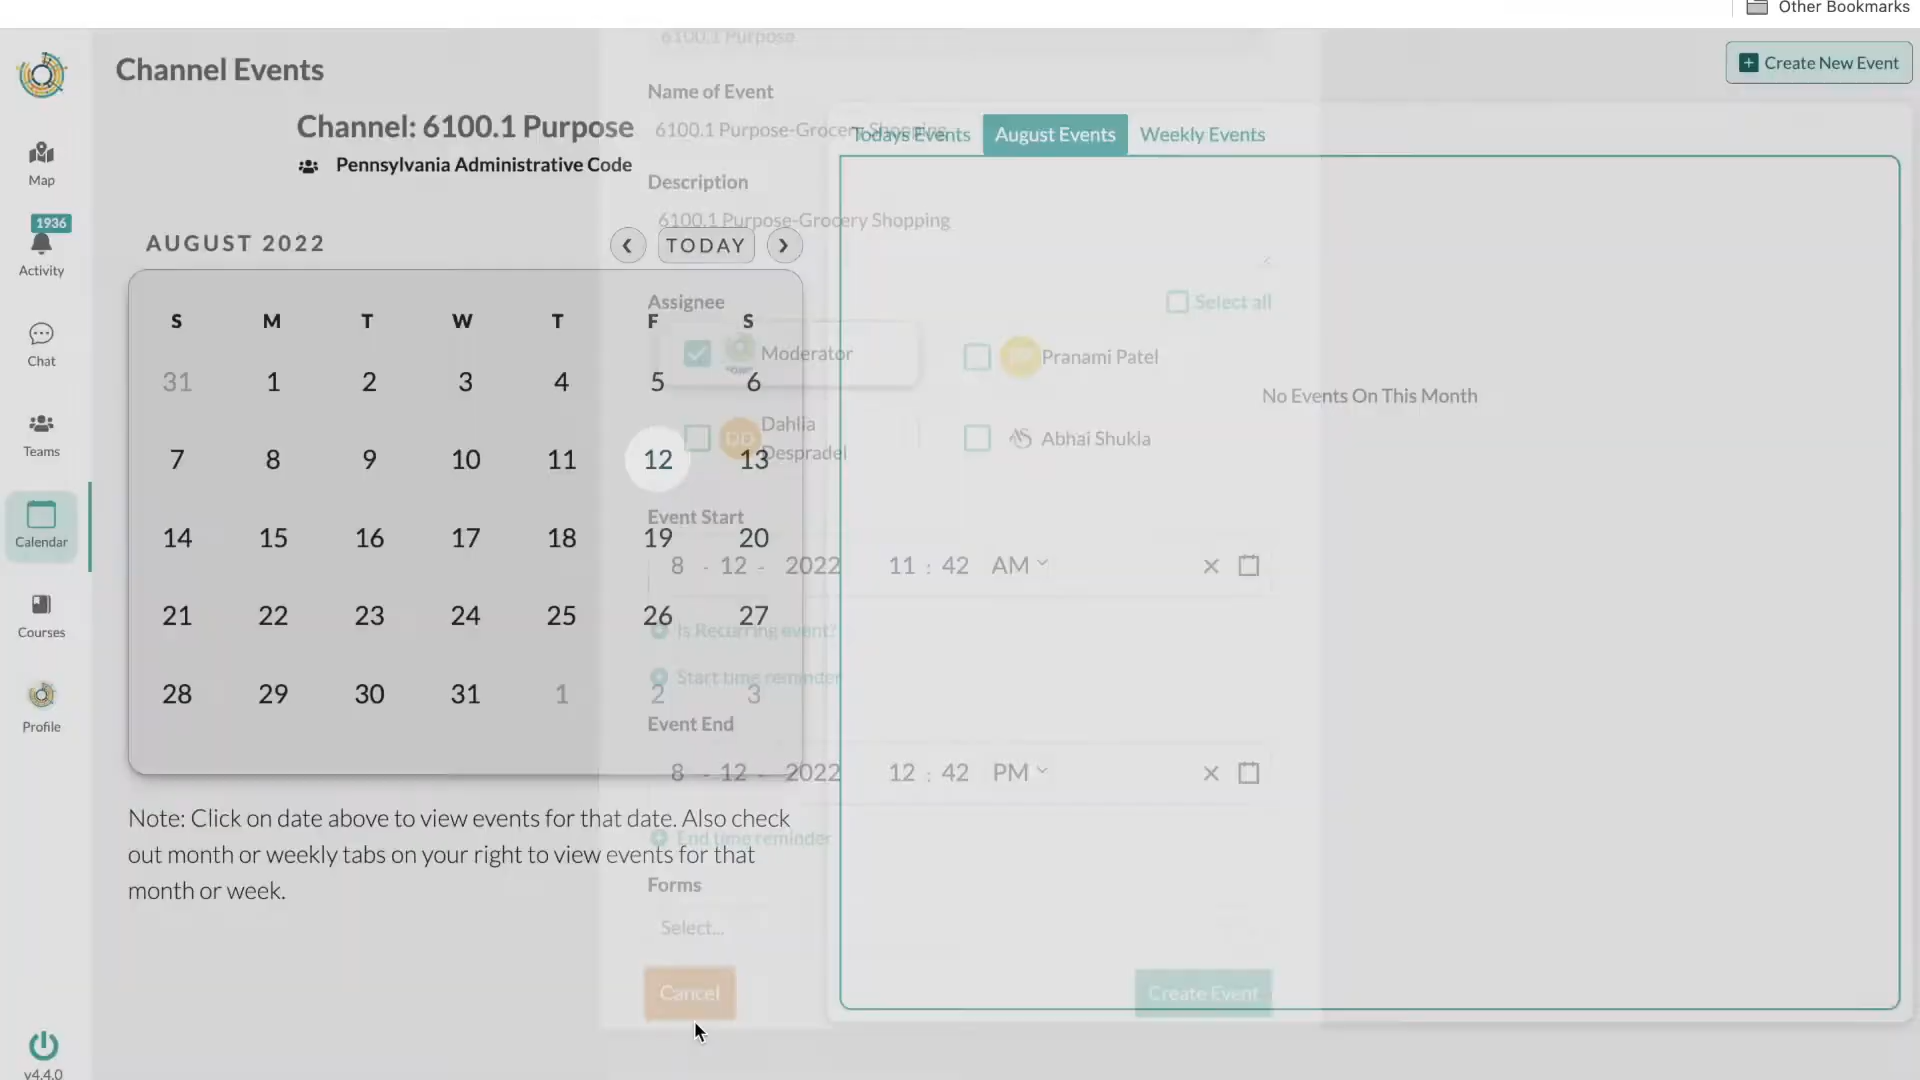 Other Bookmarks
Channel Events
Create New Event
Channel: 6100.1 Purpose
Pennsylvania Administrative Code
Map
1936
Activity
Chat
Teams
Calendar
Courses
Profile
v4.4.0
AUGUST 2022
TODAY
S M T W T F S
31 1 2 3 4 5 6
7 8 9 10 11 12 13
14 15 16 17 18 19 20
21 22 23 24 25 26 27
28 29 30 31 1 2 3
Note: Click on date above to view events for that date. Also check
out month or weekly tabs on your right to view events for that
month or week.
6100.1 Purpose
Name of Event
6100.1 Purpose-Grocery Shopping
Description
6100.1 Purpose-Grocery Shopping
Assignee
Select all
Moderator
Pranami Patel
DD
Dahlia
Despradel
Abhai Shukla
Event Start
8 - 12 - 2022 11 : 42 AM
Is Recurring event?
Start time reminder
Event End
8 - 12 - 2022 12 : 42 PM
End time reminder
Forms
Select...
Cancel
Create Event
Todays Events
August Events
Weekly Events
No Events On This Month